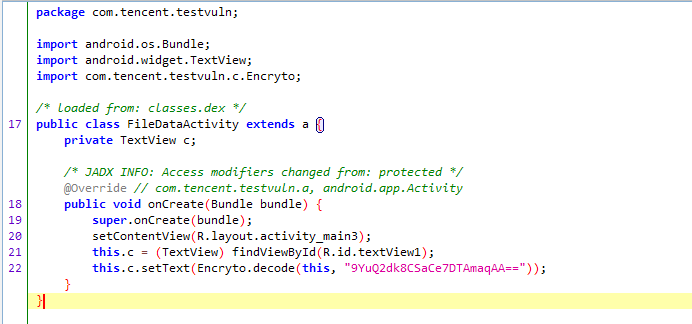 package com.tencent.testvuln;
import android.os.Bundle;
import android.widget.TextView;
import com.tencent.testvuln.c.Encryto;
/* loaded from: classes.dex */
17 public class FileDataActivity extends a {
private TextView c;
/* JADX INFO: Access modifiers changed from: protected */
@Override // com.tencent.testvuln.a, android.app.Activity
18 public void onCreate(Bundle bundle) {
19 super.onCreate(bundle);
20 setContentView(R.layout.activity_main3);
21 this.c = (TextView) findViewById(R.id.textView1);
22 this.c.setText(Encryto.decode(this, "9YuQ2dk8CSaCe7DTAmaqAA=="));
}
}